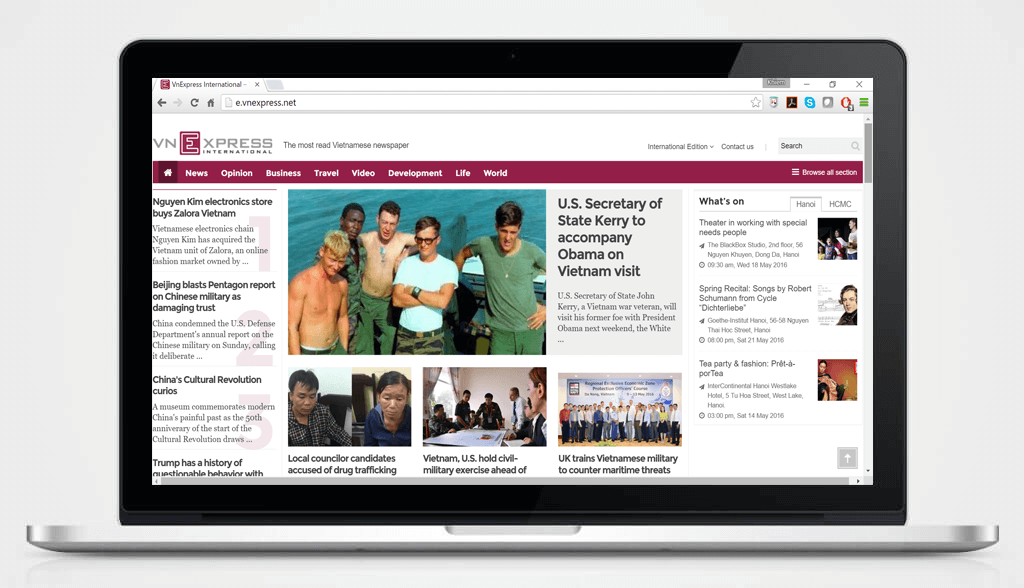 VnExpress International -
Khiem
e.vnexpress.net
VN EXPRESS
INTERNATIONAL
The most read Vietnamese newspaper
International Edition
Contact us
|
Search
News Opinion Business Travel Video Development Life World
Browse all section
Nguyen Kim electronics store
buys Zalora Vietnam
Vietnamese electronics chain
Nguyen Kim has acquired the
Vietnam unit of Zalora, an online
fashion market owned by ...
1
Beijing blasts Pentagon report
on Chinese military as
damaging trust
China condemned the U.S. Defense
Department's annual report on the
Chinese military on Sunday, calling
it deliberate ...
2
China's Cultural Revolution
curios
A museum commemorates modern
China's painful past as the 50th
anniverary of the start of the
Cultural Revolution draws ...
3
Trump has a history of
questionable behavior with
U.S. Secretary of
State Kerry to
accompany
Obama on
Vietnam visit
U.S. Secretary of State John
Kerry, a Vietnam war veteran, will
visit his former foe with President
Obama next weekend, the White
...
Local councilor candidates
accused of drug trafficking
Vietnam, U.S. hold civil-
military exercise ahead of
Regional Exclusive Economic Zone
Protection Officers' Course
Da Nang, Vietnam 9 - 13 May 2016
UK trains Vietnamese military
to counter maritime threats
What's on
Hanoi HCMC
Theater in working with special
needs people
The BlackBox Studio, 2nd floor, 56
Nguyen Khuyen, Dong Da, Hanoi
09:30 am, Wed 18 May 2016
Spring Recital: Songs by Robert
Schumann from Cycle
"Dichterliebe"
Goethe-Institut Hanoi, 56-58 Nguyen
Thai Hoc Street, Hanoi
08:00 pm, Sat 21 May 2016
Tea party & fashion: Prêt-à-
porTea
InterContinental Hanoi Westlake
Hotel, 5 Tu Hoa Street, West Lake,
Hanoi.
03:00 pm, Sat 14 May 2016